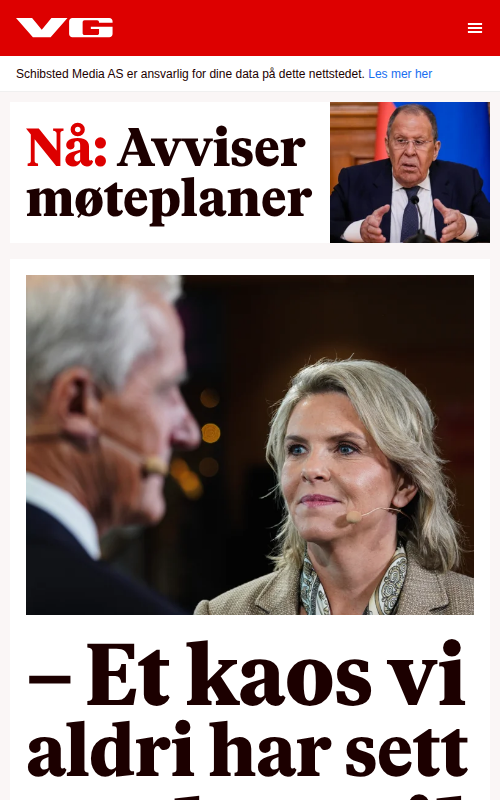 VG
Schibsted Media AS er ansvarlig for dine data på dette nettstedet. Les mer her
Nå: Avviser
møteplaner
– Et kaos vi
aldri har sett